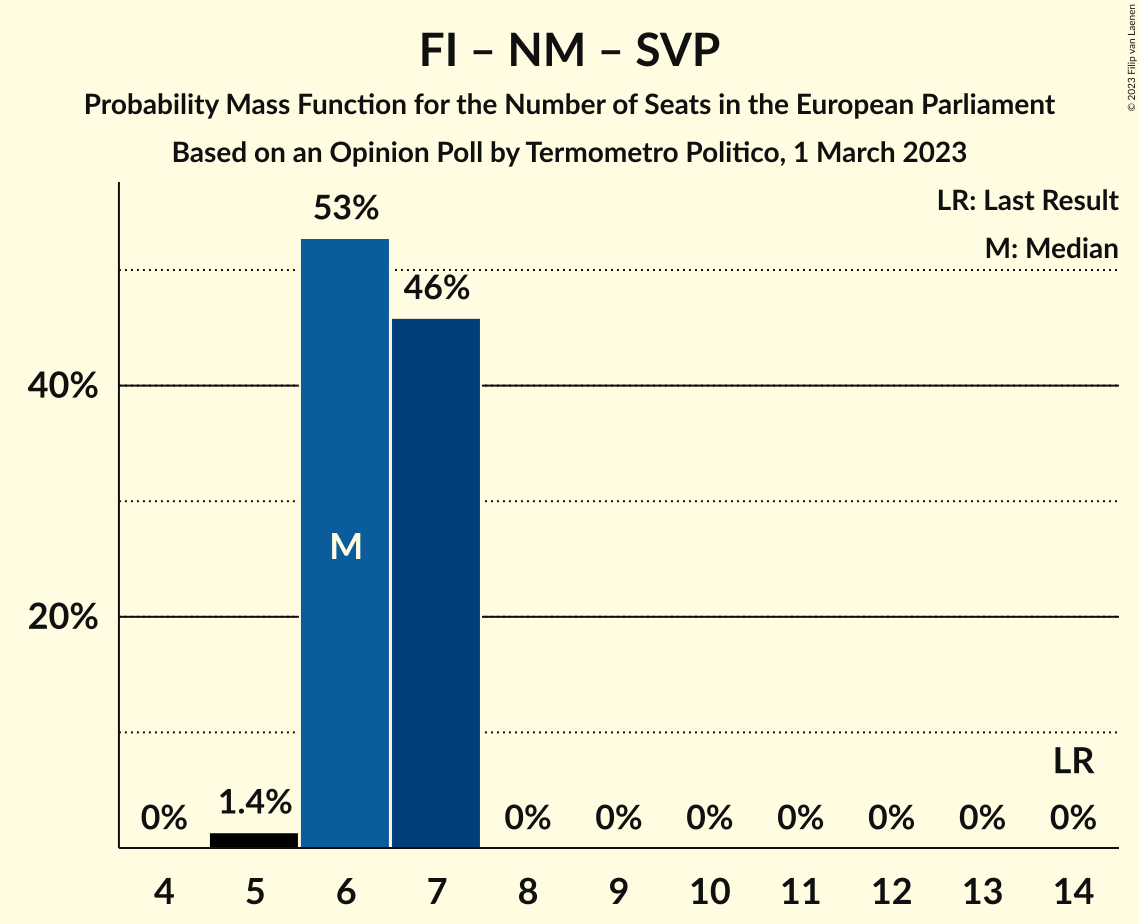 FI – NM – SVP
Probability Mass Function for the Number of Seats in the European Parliament
Based on an Opinion Poll by Termometro Politico, 1 March 2023
© 2023 Filip van Laenen
LR: Last Result
M: Median
53%
46%
40%
M
20%
LR
0% 1.4% 0% 0% 0% 0% 0% 0% 0%
4 5 6 7 8 9 10 11 12 13 14